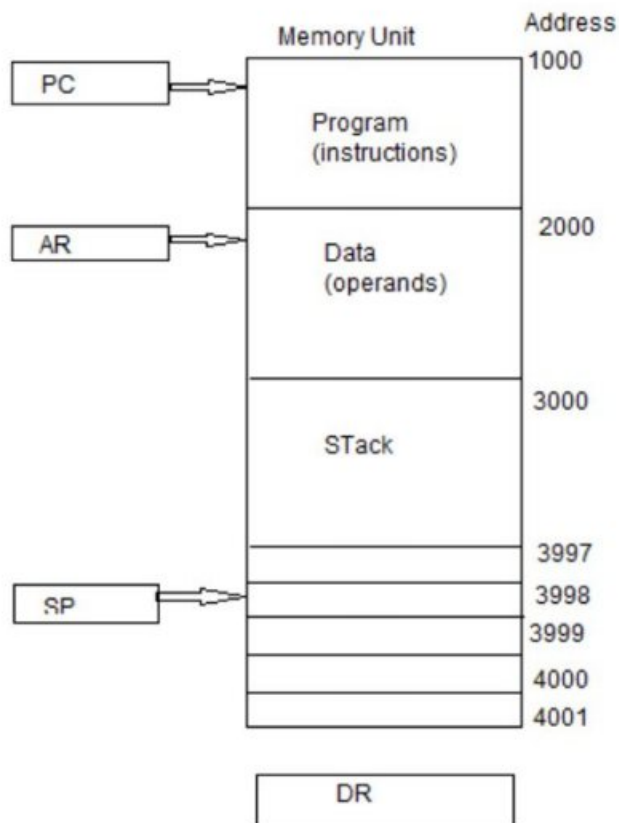 Memory Unit
Address
1000
PC
Program
(instructions)
2000
AR
Data
(operands)
3000
STack
3997
SP
3998
3999
4000
4001
DR